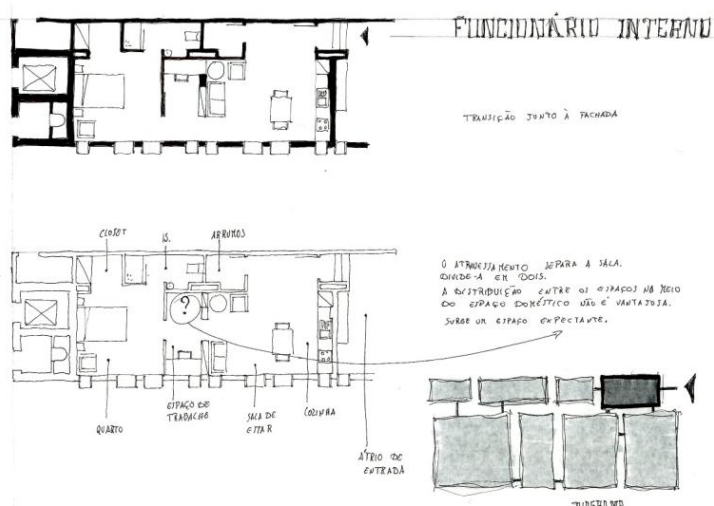 FUNCIONÁRIO INTERNO
TRANSIÇÃO JUNTO À FACHADA
CLOSET
IS.
ARRUMOS
?
O ATRAVESSAMENTO SEPARA A SALA.
DIVIDE-A EM DOIS.
A DISTRIBUIÇÃO ENTRE OS ESPAÇOS NO MEIO
DO ESPAÇO DOMÉSTICO NÃO É VANTAJOSA.
SURGE UM ESPAÇO EXPECTANTE.
QUARTO
ESPAÇO DE
TRABALHO
SALA DE
ESTAR
COZINHA
ÁTRIO DE
ENTRADA